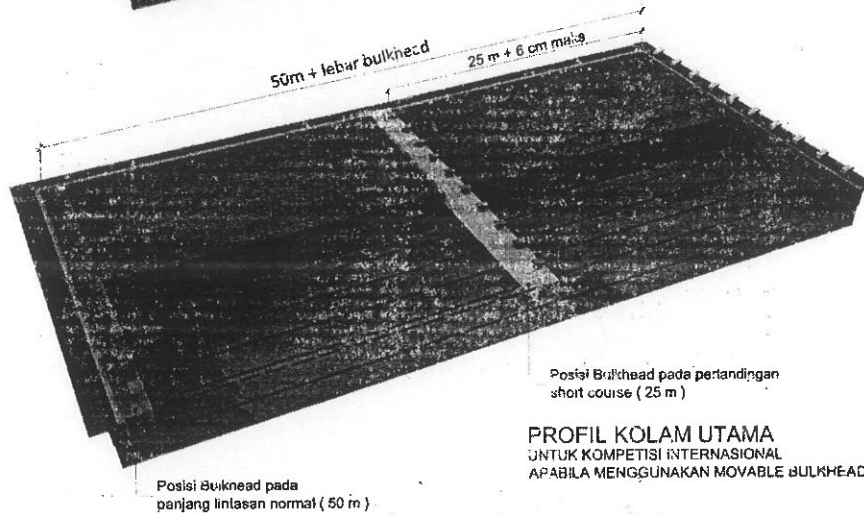 50m + lebar bulkhead
25 m + 6 cm maks
Posisi Bulkhead pada pertandingan
short course ( 25 m )
PROFIL KOLAM UTAMA
UNTUK KOMPETISI INTERNASIONAL
APABILA MENGGUNAKAN MOVABLE BULKHEAD
Posisi Bulkhead pada
panjang lintasan normal ( 50 m )